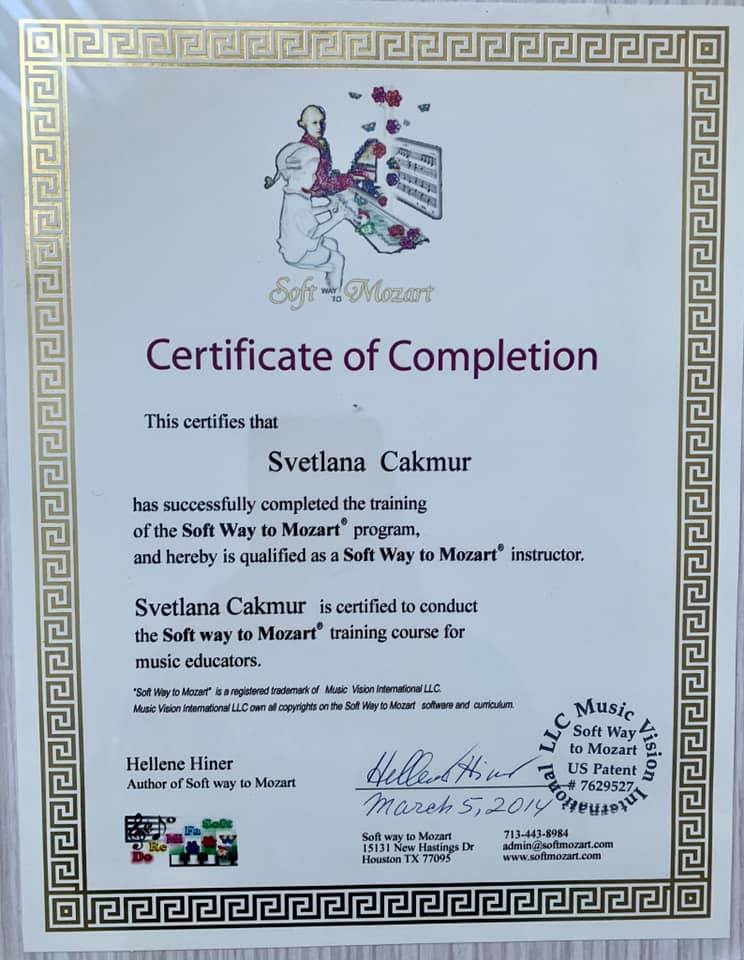 Soft WAY TO Mozart
Certificate of Completion
This certifies that
Svetlana Cakmur
has successfully completed the training
of the Soft Way to Mozart® program,
and hereby is qualified as a Soft Way to Mozart® instructor.
Svetlana Cakmur is certified to conduct
the Soft way to Mozart® training course for
music educators.
"Soft Way to Mozart" is a registered trademark of Music Vision International LLC.
Music Vision International LLC own all copyrights on the Soft Way to Mozart software and curriculum.
Hellene Hiner
Author of Soft way to Mozart
Hellene Hiner
March 5, 2014
LLC Music Vision International
Soft Way
to Mozart
US Patent
# 7629527
Do Re Mi Fa Soft
W
Soft way to Mozart
15131 New Hastings Dr
Houston TX 77095
713-443-8984
admin@softmozart.com
www.softmozart.com